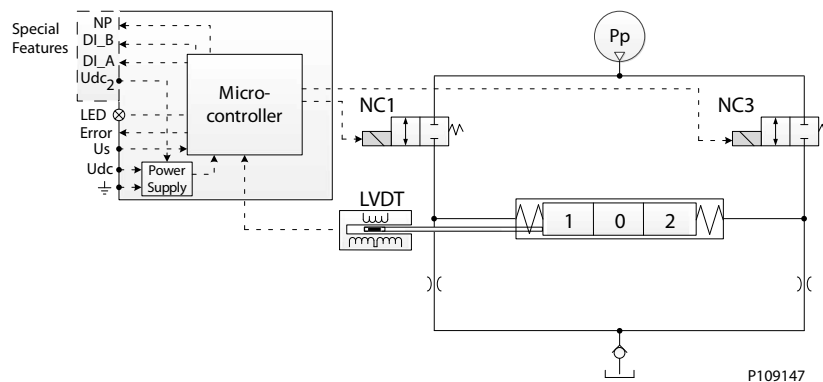 Special
Features
NP
DI_B
DI_A
Udc
2
LED
Error
Us
Udc
Micro-
controller
Power
Supply
Pp
NC1
NC3
LVDT
1 0 2
P109147